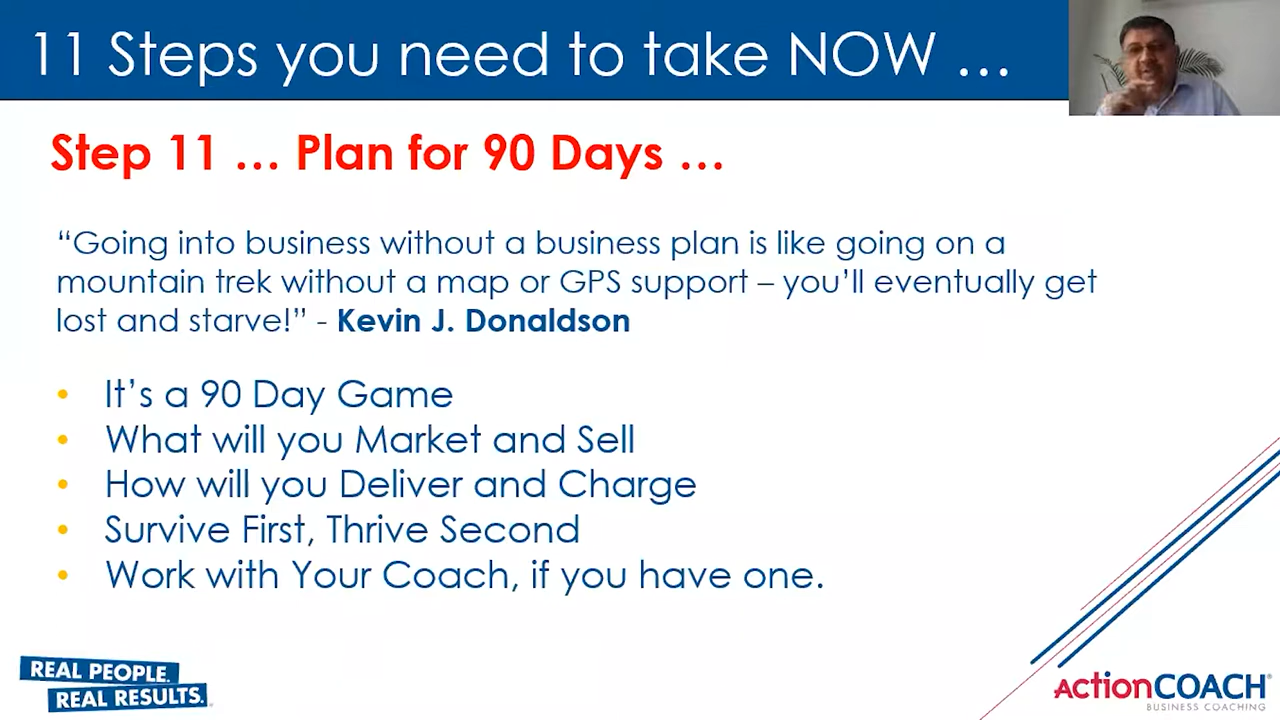 11 Steps you need to take NOW ...
Step 11 ... Plan for 90 Days ...
“Going into business without a business plan is like going on a
mountain trek without a map or GPS support – you’ll eventually get
lost and starve!” - Kevin J. Donaldson
• It’s a 90 Day Game
• What will you Market and Sell
• How will you Deliver and Charge
• Survive First, Thrive Second
• Work with Your Coach, if you have one.
REAL PEOPLE.
REAL RESULTS.
ActionCOACH®
BUSINESS COACHING